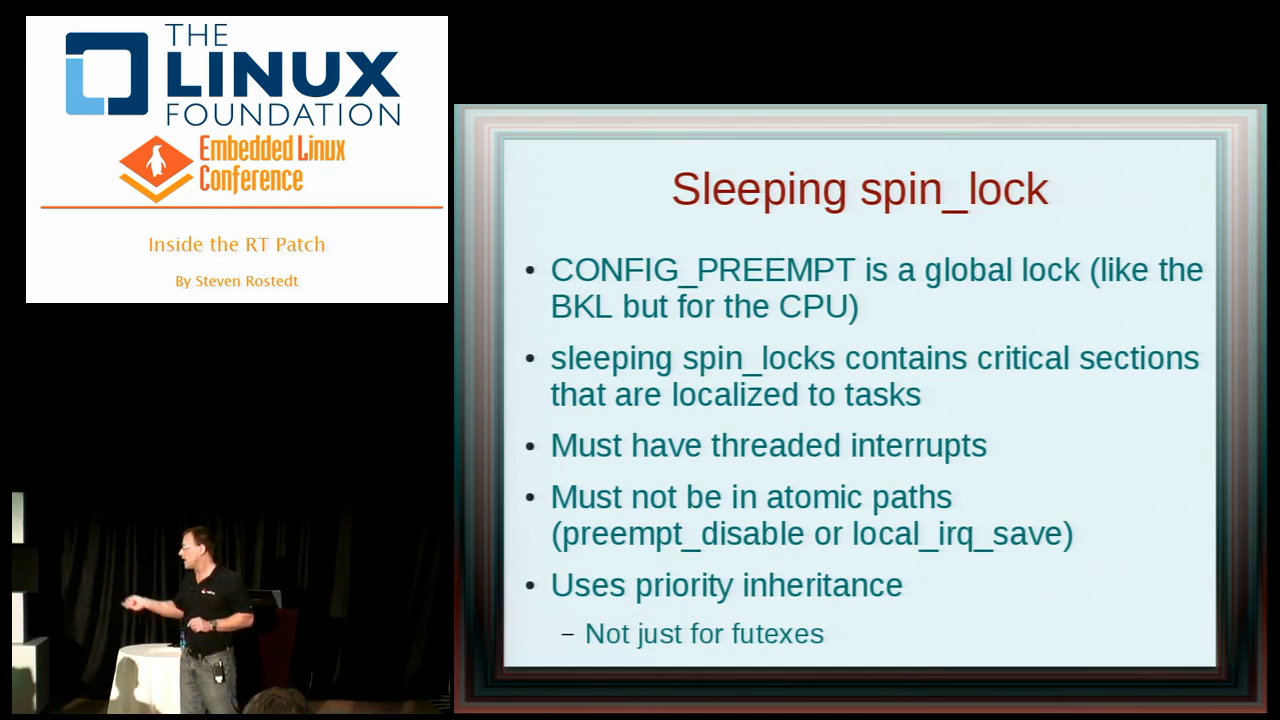 THE
LINUX
FOUNDATION
Embedded Linux
Conference
Inside the RT Patch
By Steven Rostedt
Sleeping spin_lock
• CONFIG_PREEMPT is a global lock (like the
BKL but for the CPU)
• sleeping spin_locks contains critical sections
that are localized to tasks
• Must have threaded interrupts
• Must not be in atomic paths
(preempt_disable or local_irq_save)
• Uses priority inheritance
– Not just for futexes